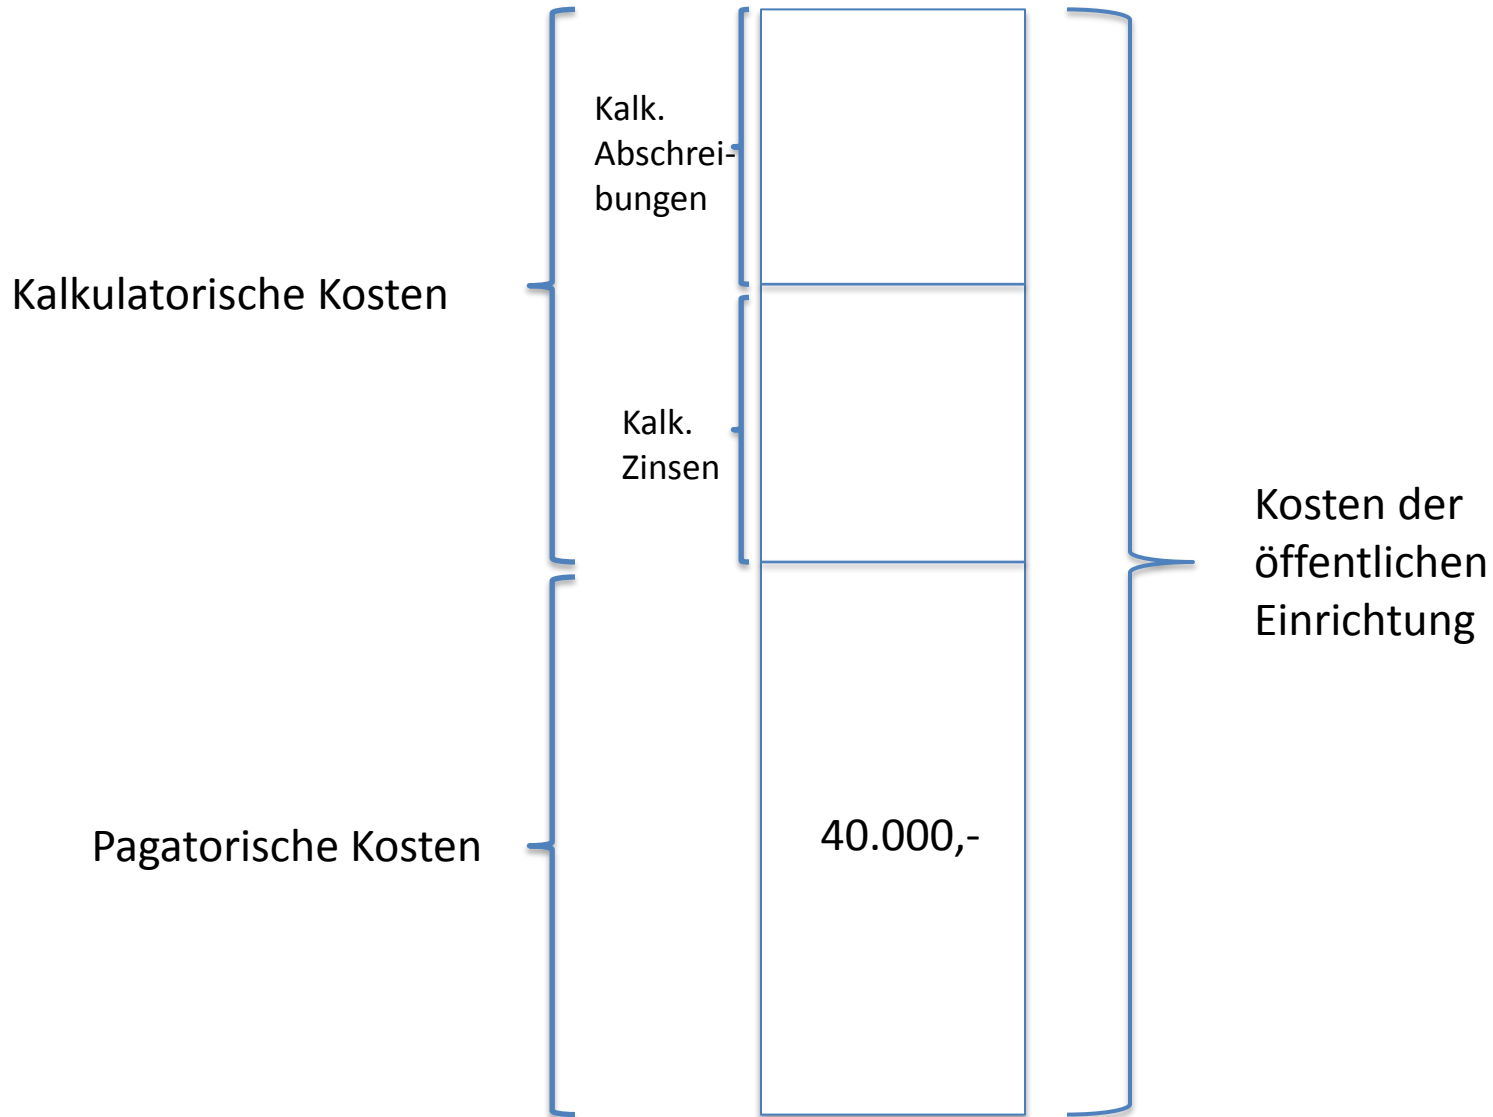 Kalk.
Abschrei-
bungen
Kalkulatorische Kosten
Kalk.
Zinsen
Kosten der
öffentlichen
Einrichtung
Pagatorische Kosten
40.000,-